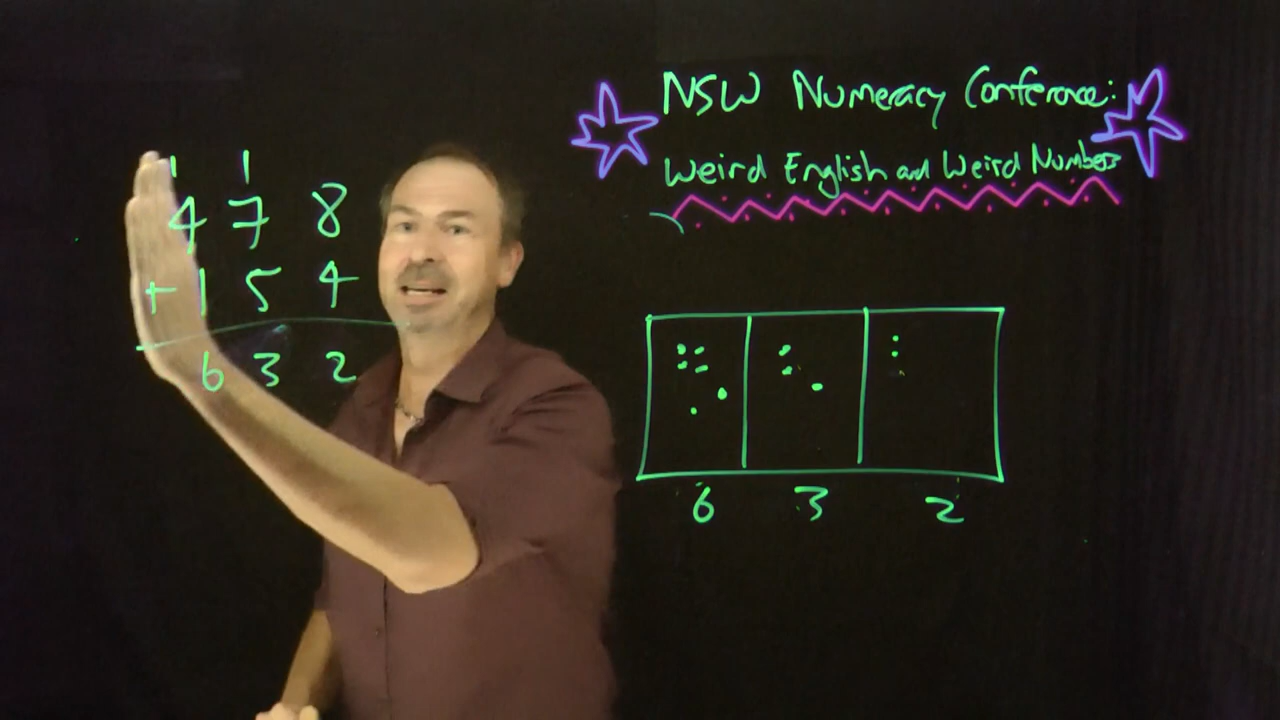 NSW Numeracy Conference:
Weird English and Weird Numbers
1 1
4 7 8
+ 1 5 4
6 3 2
6 3 2